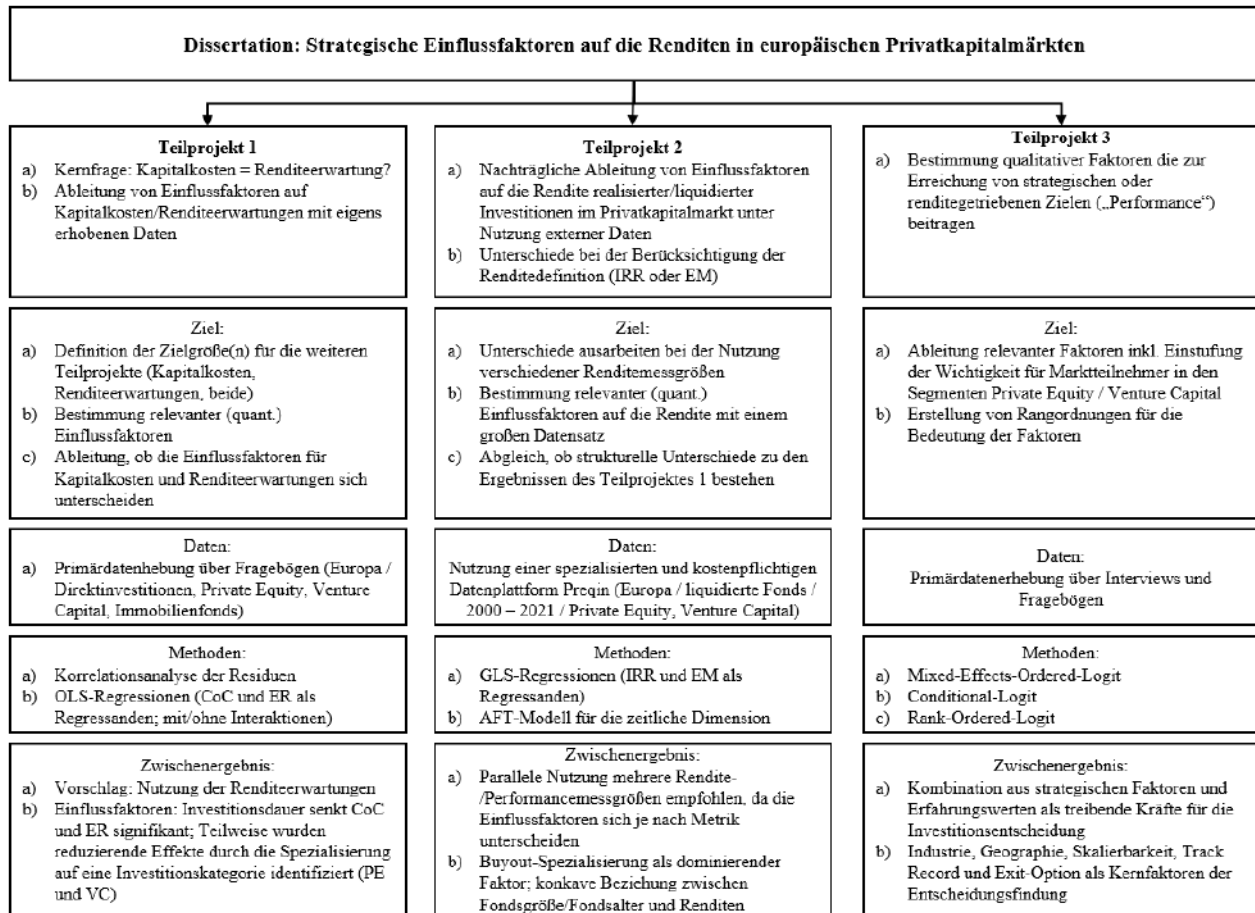 Dissertation: Strategische Einflussfaktoren auf die Renditen in europäischen Privatkapitalmärkten
Teilprojekt 1
a) Kernfrage: Kapitalkosten = Renditeerwartung?
b) Ableitung von Einflussfaktoren auf
Kapitalkosten/Renditeerwartungen mit eigens
erhobenen Daten
Teilprojekt 2
a) Nachträgliche Ableitung von Einflussfaktoren
auf die Rendite realisierter/liquidierter
Investitionen im Privatkapitalmarkt unter
Nutzung externer Daten
b) Unterschiede bei der Berücksichtigung der
Renditedefinition (IRR oder EM)
Teilprojekt 3
a) Bestimmung qualitativer Faktoren die zur
Erreichung von strategischen oder
renditegetriebenen Zielen („Performance“)
beitragen
Ziel:
a) Definition der Zielgröße(n) für die weiteren
Teilprojekte (Kapitalkosten,
Renditeerwartungen, beide)
b) Bestimmung relevanter (quant.)
Einflussfaktoren
c) Ableitung, ob die Einflussfaktoren für
Kapitalkosten und Renditeerwartungen sich
unterscheiden
Ziel:
a) Unterschiede ausarbeiten bei der Nutzung
verschiedener Renditemessgrößen
b) Bestimmung relevanter (quant.)
Einflussfaktoren auf die Rendite mit einem
großen Datensatz
c) Abgleich, ob strukturelle Unterschiede zu den
Ergebnissen des Teilprojektes 1 bestehen
Ziel:
a) Ableitung relevanter Faktoren inkl. Einstufung
der Wichtigkeit für Marktteilnehmer in den
Segmenten Private Equity / Venture Capital
b) Erstellung von Rangordnungen für die
Bedeutung der Faktoren
Daten:
a) Primärdatenhebung über Fragebögen (Europa /
Direktinvestitionen, Private Equity, Venture
Capital, Immobilienfonds)
Daten:
Nutzung einer spezialisierten und kostenpflichtigen
Datenplattform Preqin (Europa / liquidierte Fonds /
2000 – 2021 / Private Equity, Venture Capital)
Daten:
Primärdatenerhebung über Interviews und
Fragebögen
Methoden:
a) Korrelationsanalyse der Residuen
b) OLS-Regressionen (CoC und ER als
Regressanden; mit/ohne Interaktionen)
Methoden:
a) GLS-Regressionen (IRR und EM als
Regressanden)
b) AFT-Modell für die zeitliche Dimension
Methoden:
a) Mixed-Effects-Ordered-Logit
b) Conditional-Logit
c) Rank-Ordered-Logit
Zwischenergebnis:
a) Vorschlag: Nutzung der Renditeerwartungen
b) Einflussfaktoren: Investitionsdauer senkt CoC
und ER signifikant; Teilweise wurden
reduzierende Effekte durch die Spezialisierung
auf eine Investitionskategorie identifiziert (PE
und VC)
Zwischenergebnis:
a) Parallele Nutzung mehrere Rendite-
/Performancemessgrößen empfohlen, da die
Einflussfaktoren sich je nach Metrik
unterscheiden
b) Buyout-Spezialisierung als dominierender
Faktor; konkave Beziehung zwischen
Fondsgröße/Fondsalter und Renditen
Zwischenergebnis:
a) Kombination aus strategischen Faktoren und
Erfahrungswerten als treibende Kräfte für die
Investitionsentscheidung
b) Industrie, Geographie, Skalierbarkeit, Track
Record und Exit-Option als Kernfaktoren der
Entscheidungsfindung